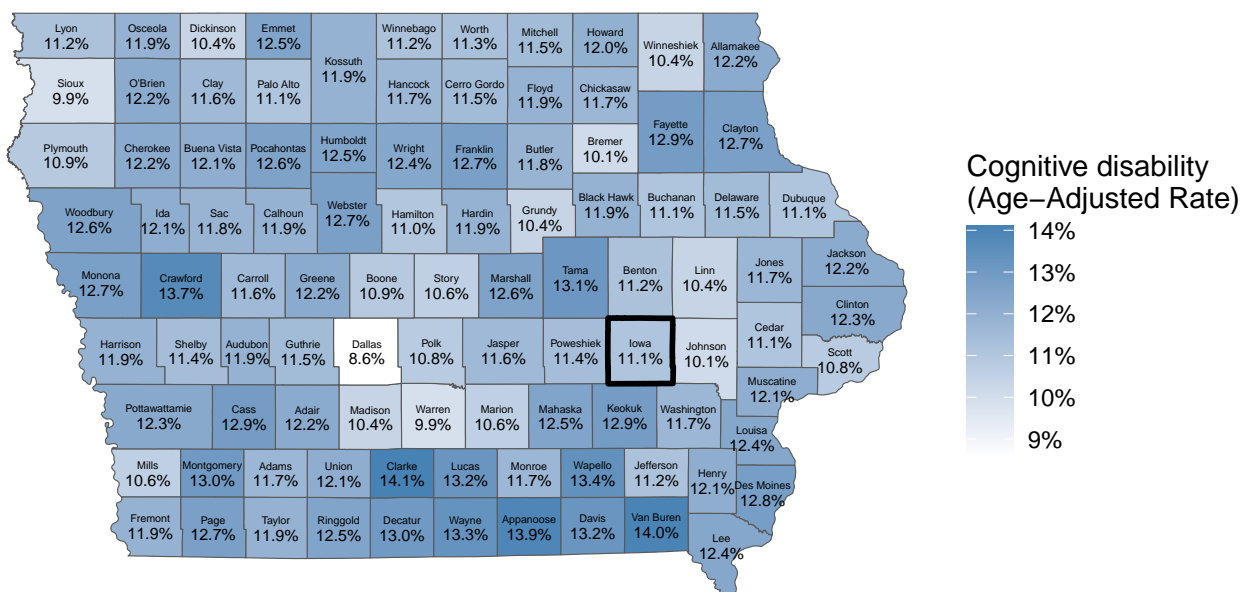 Lyon
11.2%
Osceola
11.9%
Dickinson
10.4%
Emmet
12.5%
Kossuth
11.9%
Winnebago
11.2%
Worth
11.3%
Mitchell
11.5%
Howard
12.0%
Winneshiek
10.4%
Allamakee
12.2%
Sioux
9.9%
O'Brien
12.2%
Clay
11.6%
Palo Alto
11.1%
Hancock
11.7%
Cerro Gordo
11.5%
Floyd
11.9%
Chickasaw
11.7%
Plymouth
10.9%
Cherokee
12.2%
Buena Vista
12.1%
Pocahontas
12.6%
Humboldt
12.5%
Wright
12.4%
Franklin
12.7%
Butler
11.8%
Bremer
10.1%
Fayette
12.9%
Clayton
12.7%
Woodbury
12.6%
Ida
12.1%
Sac
11.8%
Calhoun
11.9%
Webster
12.7%
Hamilton
11.0%
Hardin
11.9%
Grundy
10.4%
Black Hawk
11.9%
Buchanan
11.1%
Delaware
11.5%
Dubuque
11.1%
Monona
12.7%
Crawford
13.7%
Carroll
11.6%
Greene
12.2%
Boone
10.9%
Story
10.6%
Marshall
12.6%
Tama
13.1%
Benton
11.2%
Linn
10.4%
Jones
11.7%
Jackson
12.2%
Clinton
12.3%
Harrison
11.9%
Shelby
11.4%
Audubon
11.9%
Guthrie
11.5%
Dallas
8.6%
Polk
10.8%
Jasper
11.6%
Poweshiek
11.4%
Iowa
11.1%
Johnson
10.1%
Cedar
11.1%
Scott
10.8%
Muscatine
12.1%
Pottawattamie
12.3%
Cass
12.9%
Adair
12.2%
Madison
10.4%
Warren
9.9%
Marion
10.6%
Mahaska
12.5%
Keokuk
12.9%
Washington
11.7%
Louisa
12.4%
Mills
10.6%
Montgomery
13.0%
Adams
11.7%
Union
12.1%
Clarke
14.1%
Lucas
13.2%
Monroe
11.7%
Wapello
13.4%
Jefferson
11.2%
Henry
12.1%
Des Moines
12.8%
Fremont
11.9%
Page
12.7%
Taylor
11.9%
Ringgold
12.5%
Decatur
13.0%
Wayne
13.3%
Appanoose
13.9%
Davis
13.2%
Van Buren
14.0%
Lee
12.4%
Cognitive disability
(Age−Adjusted Rate)
14%
13%
12%
11%
10%
9%